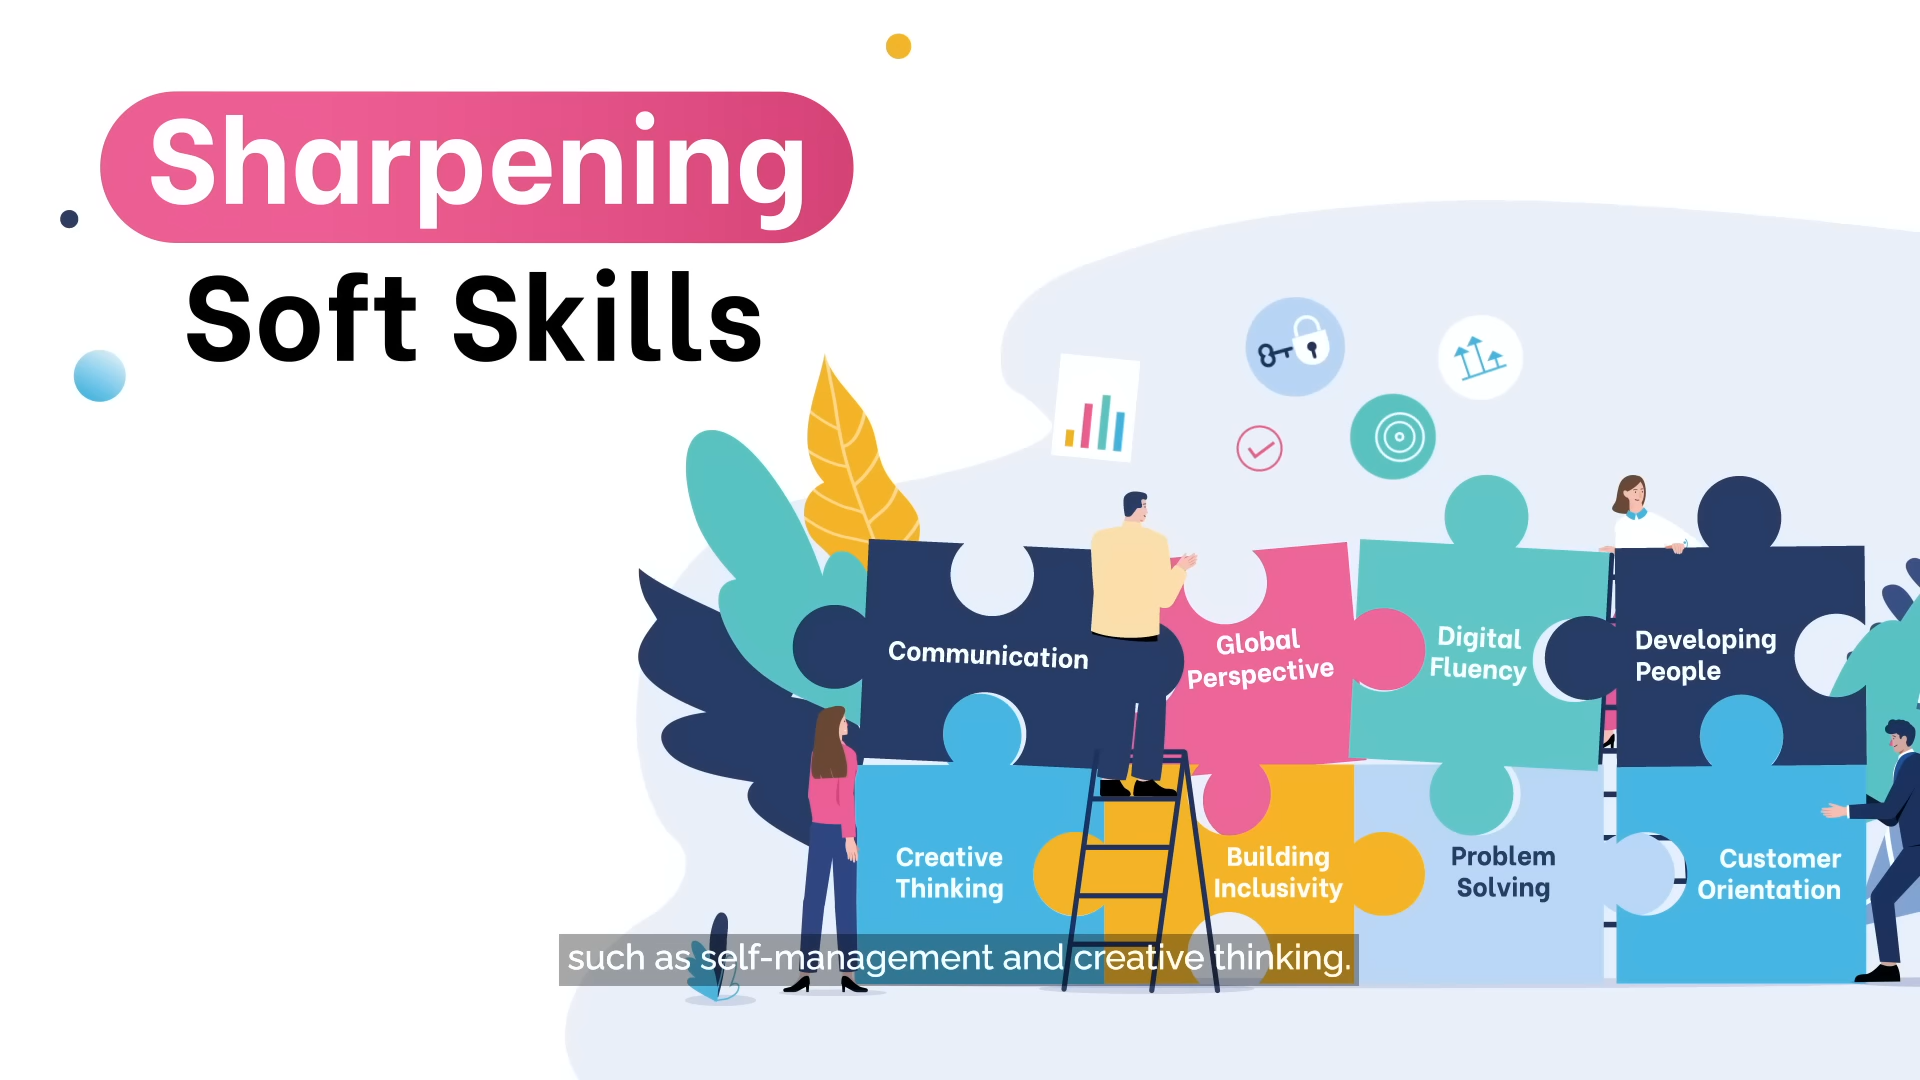 Sharpening
Soft Skills
Communication
Global
Perspective
Digital
Fluency
Developing
People
Creative
Thinking
Building
Inclusivity
Problem
Solving
Customer
Orientation
such as self-management and creative thinking.